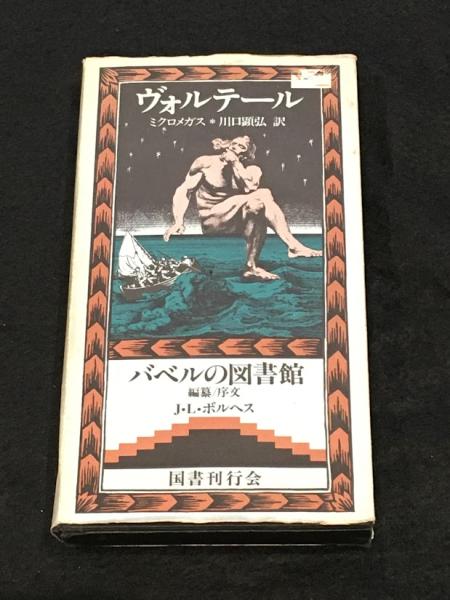 ヴォルテール
ミクロメガス＊川口顕弘 訳
バベルの図書館
編纂/序文
J・L・ボルヘス
国書刊行会